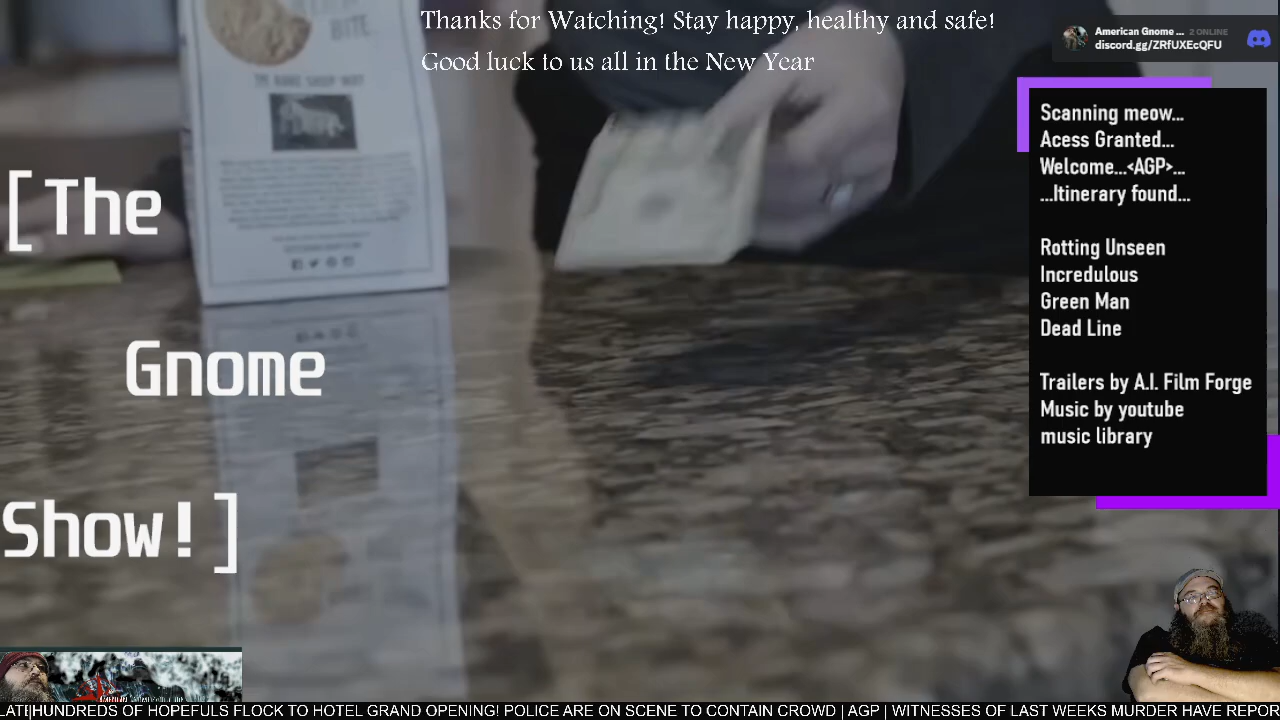 Thanks for Watching! Stay happy, healthy and safe!
Good luck to us all in the New Year
American Gnome ... 2 ONLINE
discord.gg/ZRfUXEcQFU
BITE.
Scanning meow...
Acess Granted...
Welcome...<AGP>...
...Itinerary found...
Rotting Unseen
Incredulous
Green Man
Dead Line
Trailers by A.I. Film Forge
Music by youtube
music library
[The
Gnome
Show!]
LATE|HUNDREDS OF HOPEFULS FLOCK TO HOTEL GRAND OPENING! POLICE ARE ON SCENE TO CONTAIN CROWD | AGP | WITNESSES OF LAST WEEKS MURDER HAVE REPOR